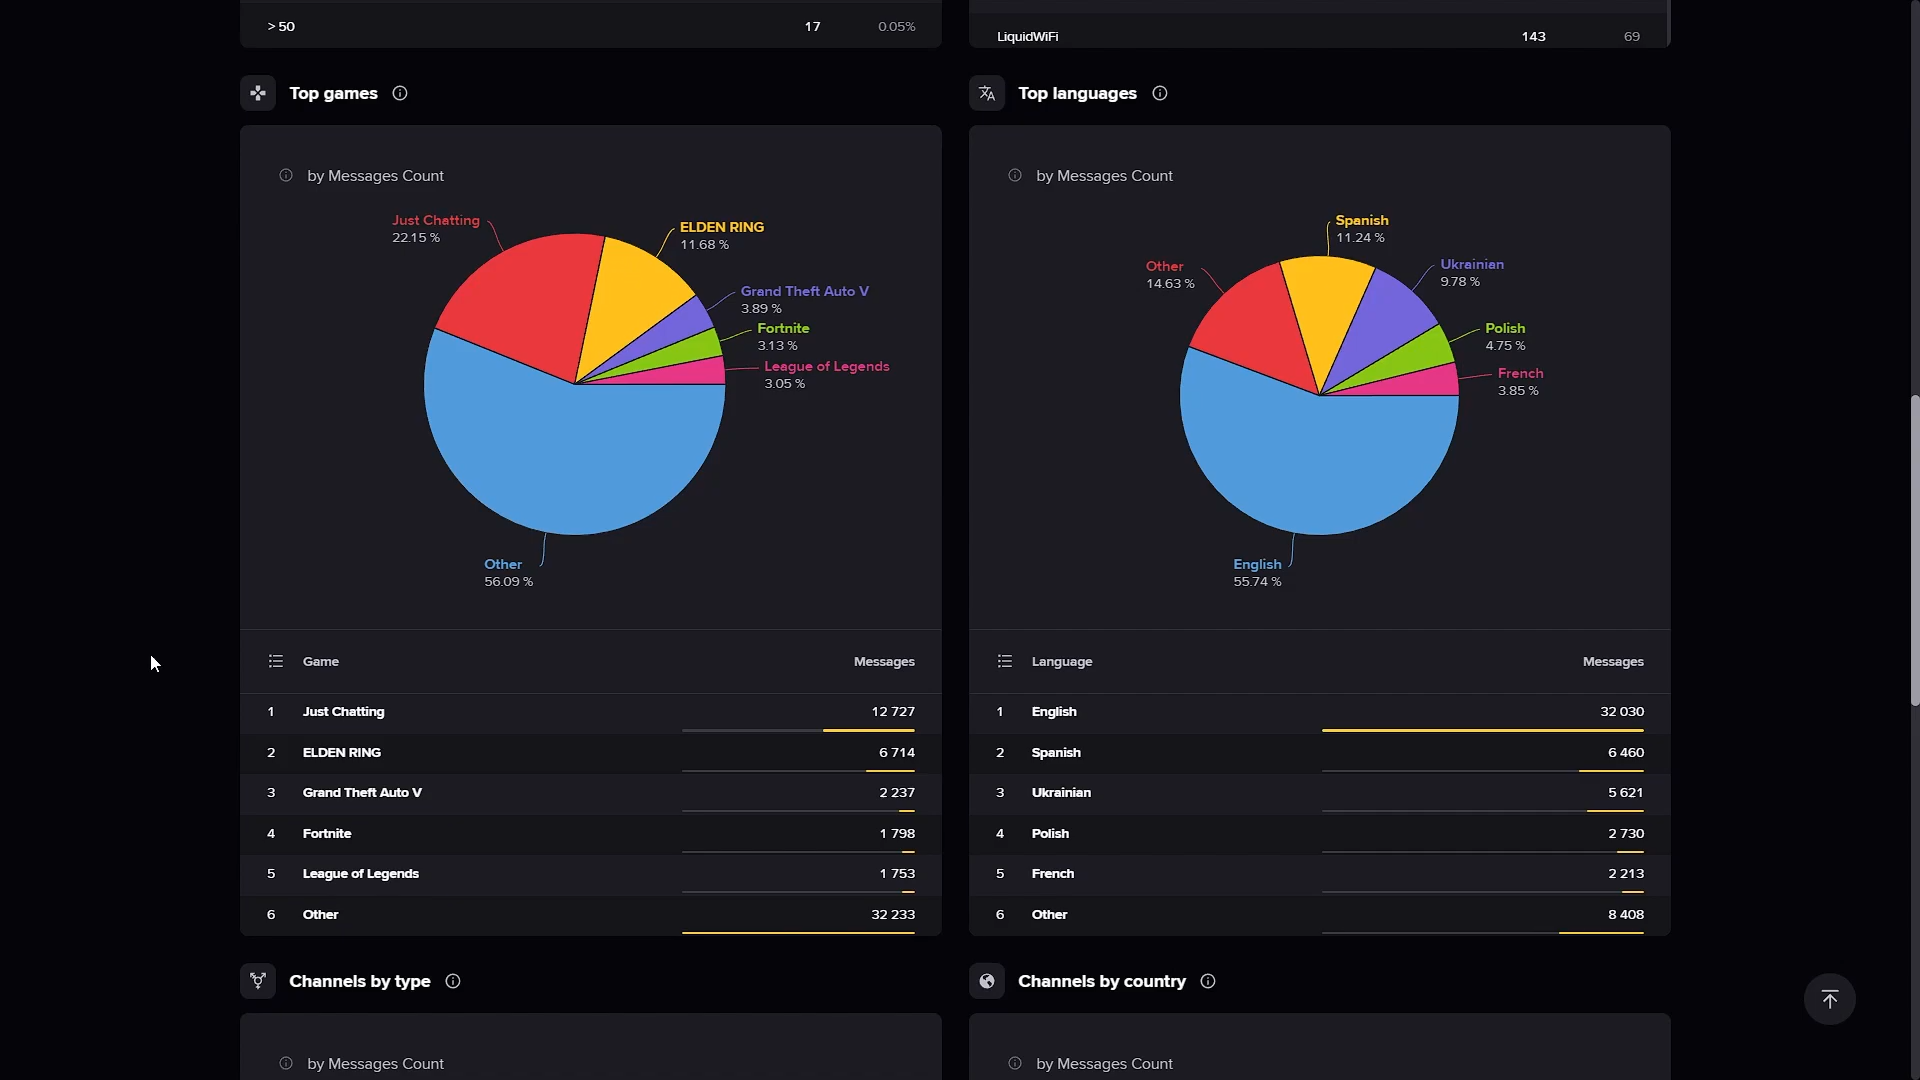 > 50 17 0.05%
LiquidWiFi 143 69
Top games
by Messages Count
Just Chatting
22.15 %
ELDEN RING
11.68 %
Grand Theft Auto V
3.89 %
Fortnite
3.13 %
League of Legends
3.05 %
Other
56.09 %
Game Messages
1 Just Chatting 12 727
2 ELDEN RING 6 714
3 Grand Theft Auto V 2 237
4 Fortnite 1 798
5 League of Legends 1 753
6 Other 32 233
Top languages
by Messages Count
Spanish
11.24 %
Other
14.63 %
Ukrainian
9.78 %
Polish
4.75 %
French
3.85 %
English
55.74 %
Language Messages
1 English 32 030
2 Spanish 6 460
3 Ukrainian 5 621
4 Polish 2 730
5 French 2 213
6 Other 8 408
Channels by type
by Messages Count
Channels by country
by Messages Count